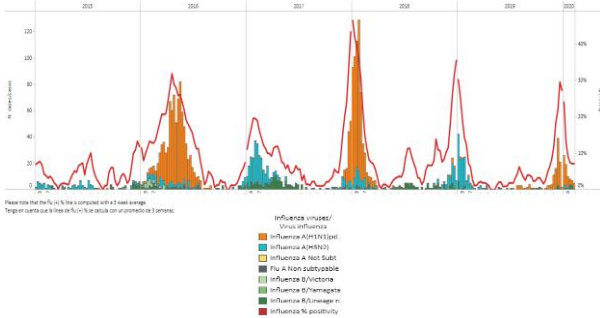 2015 2016 2017 2018 2019 2020
120
100
80
60
40
20
0
40%
30%
20%
10%
0%
Please note that the flu (+) % line is computed with a 3 week average.
Tenga en cuenta que la línea de flu (+) % se calcula con un promedio de 3 semanas.
Influenza viruses/
Virus influenza
Influenza A(H1N1)pd..
Influenza A(H3N2)
Influenza A Not Subt
Flu A Non subtypable
Influenza B/Victoria
Influenza B/Yamagata
Influenza B/Lineage n
Influenza % positivity